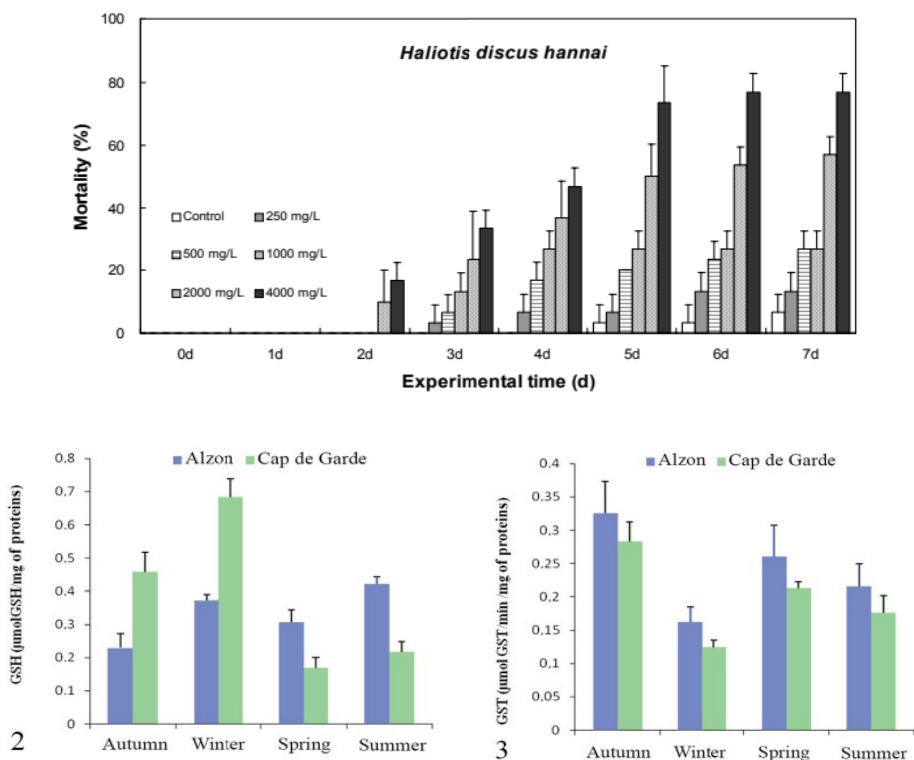 100
Haliotis discus hannai
80
60
40
20
0
Mortality (%)
Control 250 mg/L
500 mg/L 1000 mg/L
2000 mg/L 4000 mg/L
0d 1d 2d 3d 4d 5d 6d 7d
Experimental time (d)
Alzon Cap de Garde
0.8
0.7
0.6
0.5
0.4
0.3
0.2
0.1
0
GSH (µmolGSH/mg of proteins)
Autumn Winter Spring Summer
2
Alzon Cap de Garde
0.4
0.35
0.3
0.25
0.2
0.15
0.1
0.05
0
GST (µmol GST/min /mg of proteins)
Autumn Winter Spring Summer
3